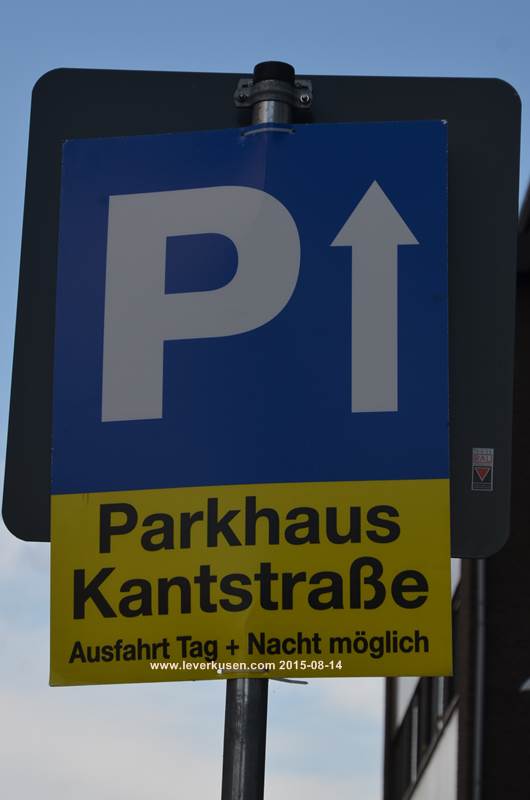 P
Parkhaus
Kantstraße
Ausfahrt Tag + Nacht möglich
www.leverkusen.com 2015-08-14